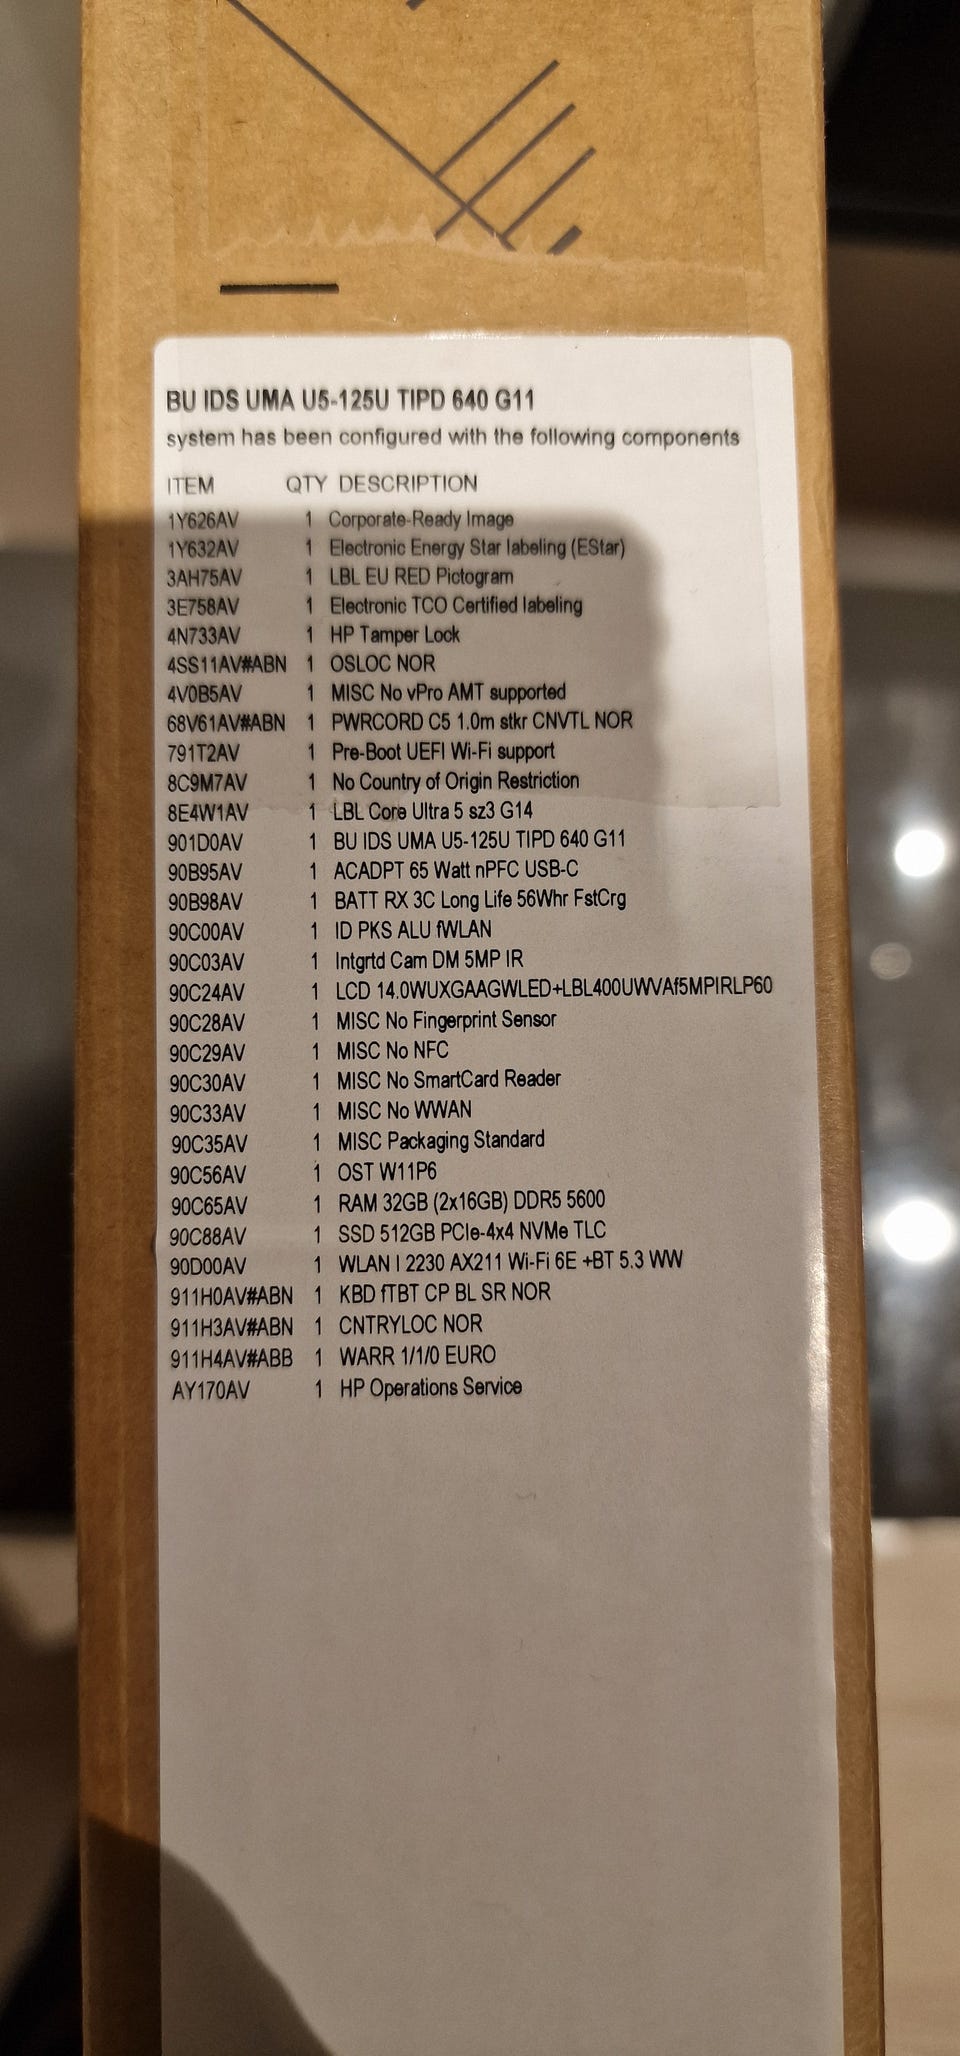 BU IDS UMA U5-125U TIPD 640 G11
system has been configured with the following components
ITEM QTY DESCRIPTION
1Y626AV 1 Corporate-Ready Image
1Y632AV 1 Electronic Energy Star labeling (EStar)
3AH75AV 1 LBL EU RED Pictogram
3E758AV 1 Electronic TCO Certified labeling
4N733AV 1 HP Tamper Lock
4SS11AV#ABN 1 OSLOC NOR
4V0B5AV 1 MISC No vPro AMT supported
68V61AV#ABN 1 PWRCORD C5 1.0m stkr CNVTL NOR
791T2AV 1 Pre-Boot UEFI Wi-Fi support
8C9M7AV 1 No Country of Origin Restriction
8E4W1AV 1 LBL Core Ultra 5 sz3 G14
901D0AV 1 BU IDS UMA U5-125U TIPD 640 G11
90B95AV 1 ACADPT 65 Watt nPFC USB-C
90B98AV 1 BATT RX 3C Long Life 56Whr FstCrg
90C00AV 1 ID PKS ALU fWLAN
90C03AV 1 Intgrtd Cam DM 5MP IR
90C24AV 1 LCD 14.0WUXGAAGWLED+LBL400UWVAf5MPIRLP60
90C28AV 1 MISC No Fingerprint Sensor
90C29AV 1 MISC No NFC
90C30AV 1 MISC No SmartCard Reader
90C33AV 1 MISC No WWAN
90C35AV 1 MISC Packaging Standard
90C56AV 1 OST W11P6
90C65AV 1 RAM 32GB (2x16GB) DDR5 5600
90C88AV 1 SSD 512GB PCIe-4x4 NVMe TLC
90D00AV 1 WLAN I 2230 AX211 Wi-Fi 6E +BT 5.3 WW
911H0AV#ABN 1 KBD fTBT CP BL SR NOR
911H3AV#ABN 1 CNTRYLOC NOR
911H4AV#ABB 1 WARR 1/1/0 EURO
AY170AV 1 HP Operations Service